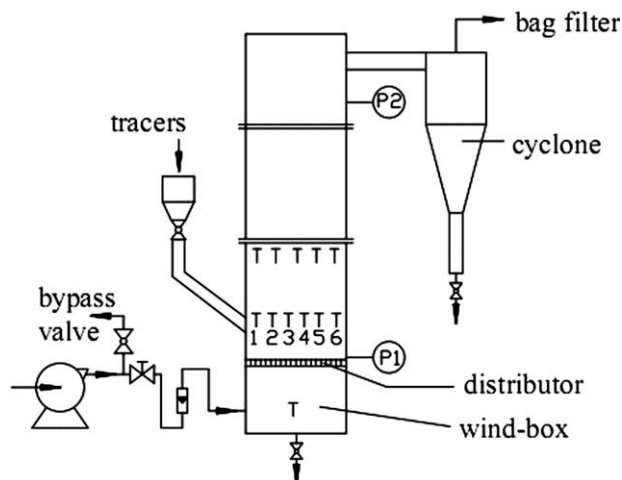 bag filter
P2
tracers
cyclone
T T T T T
bypass
valve
T T T T T T
1 2 3 4 5 6
P1
distributor
T
wind-box